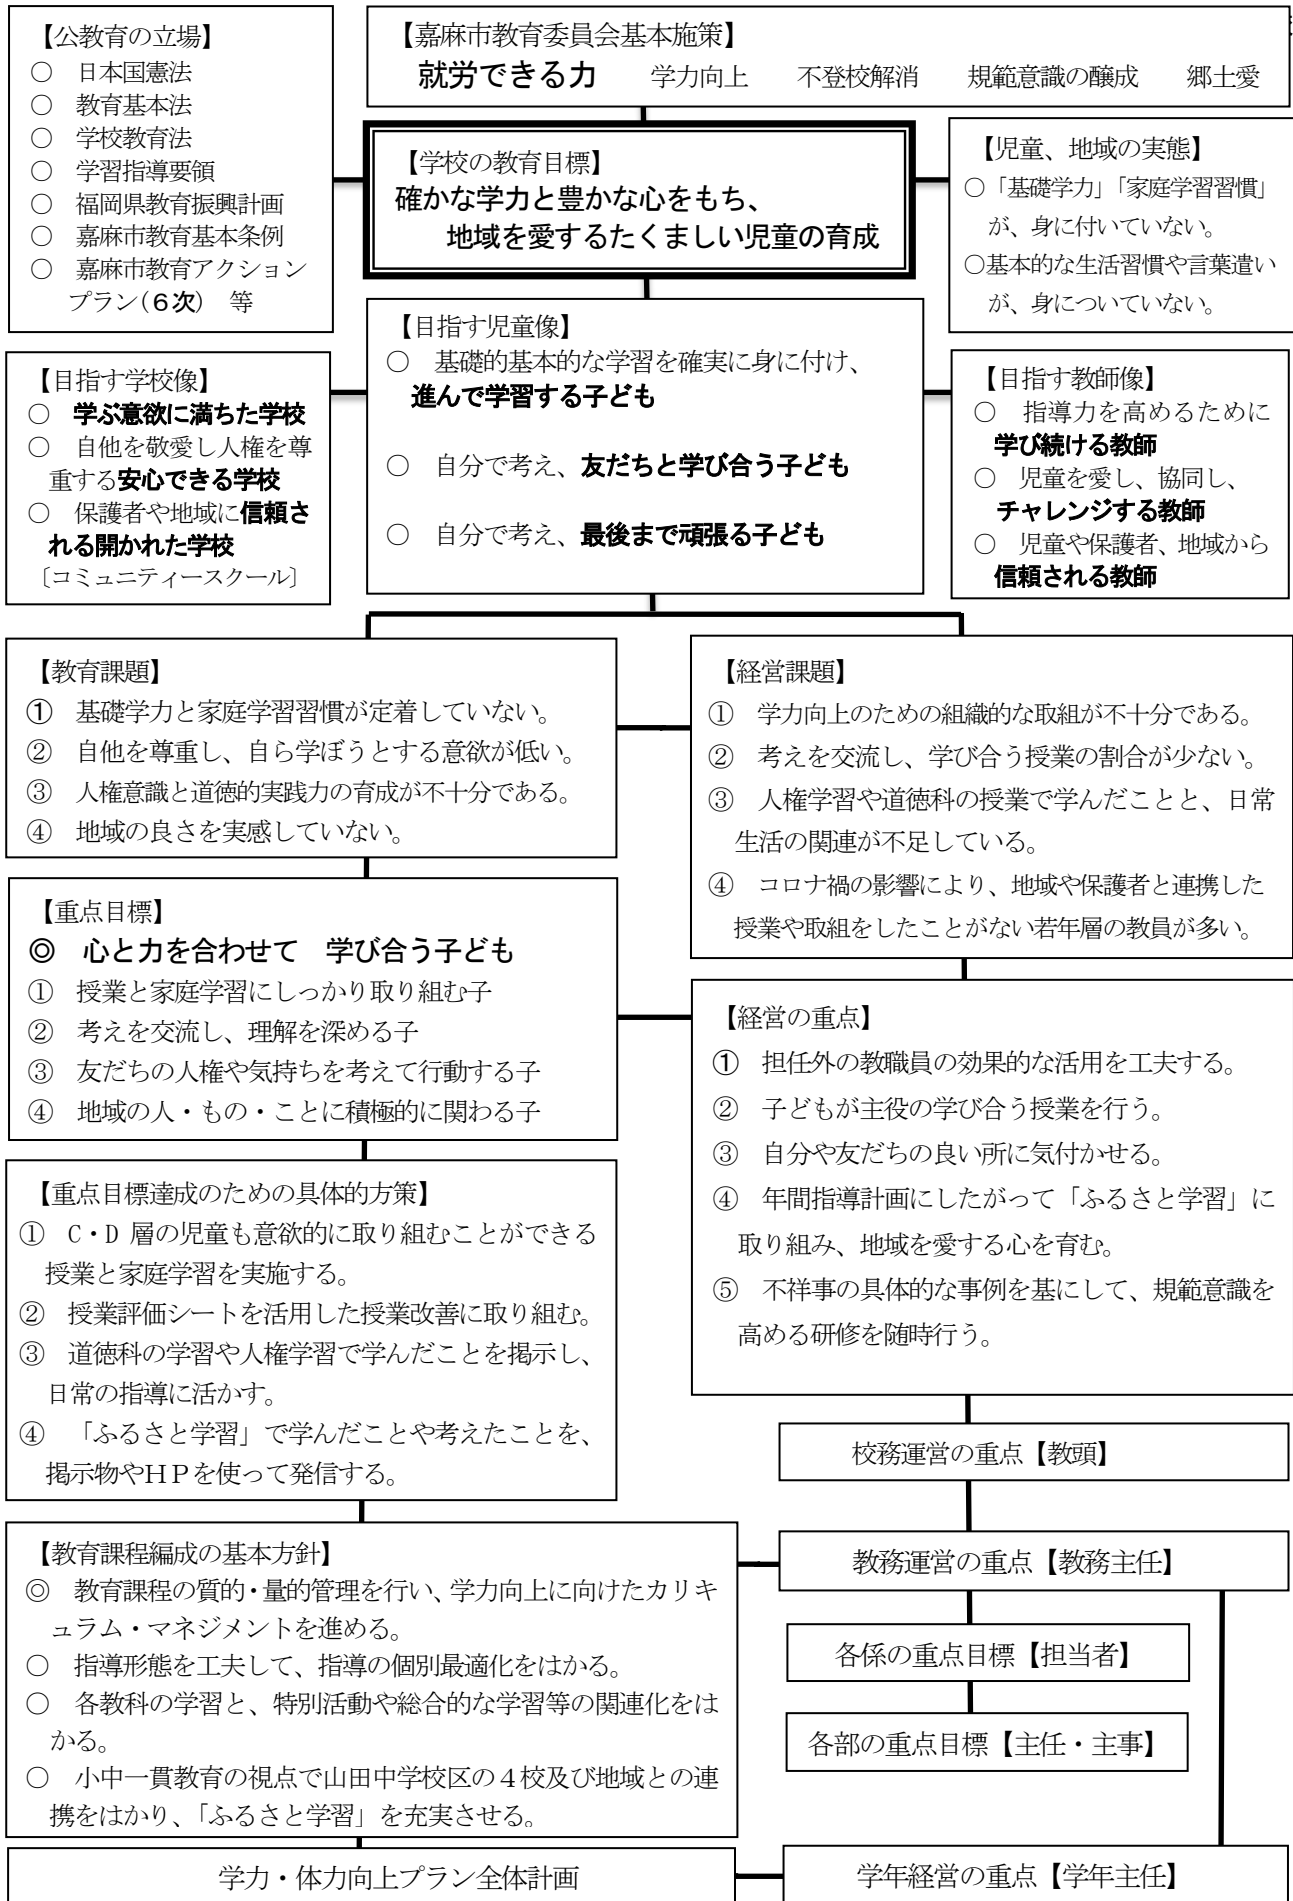 【公教育の立場】
○　日本国憲法
○　教育基本法
○　学校教育法
○　学習指導要領
○　福岡県教育振興計画
○　嘉麻市教育基本条例
○　嘉麻市教育アクション
プラン（６次）　等
【嘉麻市教育委員会基本施策】
就労できる力　　学力向上　　不登校解消　　規範意識の醸成　　郷土愛
【学校の教育目標】
確かな学力と豊かな心をもち、
地域を愛するたくましい児童の育成
【児童、地域の実態】
○「基礎学力」「家庭学習習慣」
が、身に付いていない。
○基本的な生活習慣や言葉遣い
が、身についていない。
【目指す学校像】
○　学ぶ意欲に満ちた学校
○　自他を敬愛し人権を尊
重する安心できる学校
○　保護者や地域に信頼さ
れる開かれた学校
〔コミュニティースクール〕
【目指す児童像】
○　基礎的基本的な学習を確実に身に付け、
進んで学習する子ども
○　自分で考え、友だちと学び合う子ども
○　自分で考え、最後まで頑張る子ども
【目指す教師像】
○　指導力を高めるために
学び続ける教師
○　児童を愛し、協同し、
チャレンジする教師
○　児童や保護者、地域から
信頼される教師
【教育課題】
①　基礎学力と家庭学習習慣が定着していない。
②　自他を尊重し、自ら学ぼうとする意欲が低い。
③　人権意識と道徳的実践力の育成が不十分である。
④　地域の良さを実感していない。
【経営課題】
①　学力向上のための組織的な取組が不十分である。
②　考えを交流し、学び合う授業の割合が少ない。
③　人権学習や道徳科の授業で学んだことと、日常
生活の関連が不足している。
④　コロナ禍の影響により、地域や保護者と連携した
授業や取組をしたことがない若年層の教員が多い。
【重点目標】
◎　心と力を合わせて　学び合う子ども
①　授業と家庭学習にしっかり取り組む子
②　考えを交流し、理解を深める子
③　友だちの人権や気持ちを考えて行動する子
④　地域の人・もの・ことに積極的に関わる子
【経営の重点】
①　担任外の教職員の効果的な活用を工夫する。
②　子どもが主役の学び合う授業を行う。
③　自分や友だちの良い所に気付かせる。
④　年間指導計画にしたがって「ふるさと学習」に
取り組み、地域を愛する心を育む。
⑤　不祥事の具体的な事例を基にして、規範意識を
高める研修を随時行う。
【重点目標達成のための具体的方策】
①　C・D 層の児童も意欲的に取り組むことができる
授業と家庭学習を実施する。
②　授業評価シートを活用した授業改善に取り組む。
③　道徳科の学習や人権学習で学んだことを掲示し、
日常の指導に活かす。
④　「ふるさと学習」で学んだことや考えたことを、
掲示物やＨＰを使って発信する。
校務運営の重点【教頭】
【教育課程編成の基本方針】
◎　教育課程の質的・量的管理を行い、学力向上に向けたカリキ
ュラム・マネジメントを進める。
○　指導形態を工夫して、指導の個別最適化をはかる。
○　各教科の学習と、特別活動や総合的な学習等の関連化をは
かる。
○　小中一貫教育の視点で山田中学校区の４校及び地域との連
携をはかり、「ふるさと学習」を充実させる。
教務運営の重点【教務主任】
各係の重点目標【担当者】
各部の重点目標【主任・主事】
学力・体力向上プラン全体計画
学年経営の重点【学年主任】